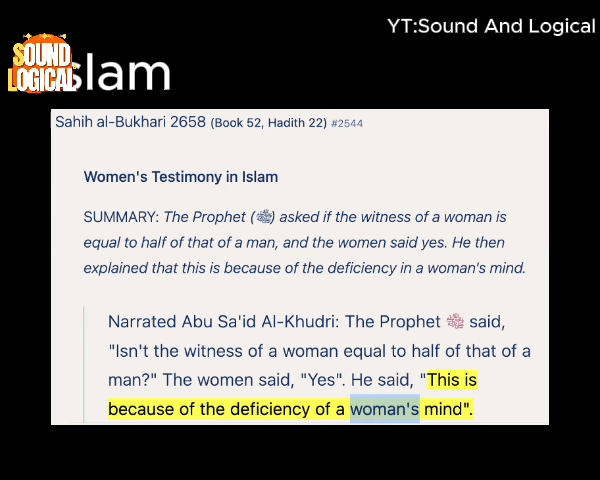 YT:Sound And Logical
SOUND
LOGICAL
Islam
Sahih al-Bukhari 2658 (Book 52, Hadith 22) #2544
Women's Testimony in Islam
SUMMARY: The Prophet (ﷺ) asked if the witness of a woman is
equal to half of that of a man, and the women said yes. He then
explained that this is because of the deficiency in a woman's mind.
Narrated Abu Sa'id Al-Khudri: The Prophet ﷺ said,
"Isn't the witness of a woman equal to half of that of a
man?" The women said, "Yes". He said, "This is
because of the deficiency of a woman's mind".